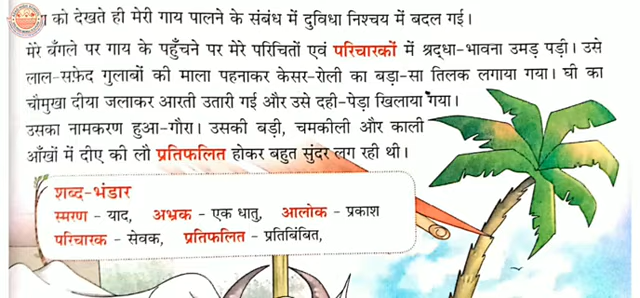 को देखते ही मेरी गाय पालने के संबंध में दुविधा निश्चय में बदल गई।
मेरे बँगले पर गाय के पहुँचने पर मेरे परिचितों एवं परिचारकों में श्रद्धा-भावना उमड़ पड़ी। उसे
लाल-सफ़ेद गुलाबों की माला पहनाकर केसर-रोली का बड़ा-सा तिलक लगाया गया। घी का
चौमुखा दीया जलाकर आरती उतारी गई और उसे दही-पेड़ा खिलाया गया।
उसका नामकरण हुआ-गौरा। उसकी बड़ी, चमकीली और काली
आँखों में दीए की लौ प्रतिफलित होकर बहुत सुंदर लग रही थी।
शब्द-भंडार
स्मरण - याद, अभ्रक - एक धातु, आलोक - प्रकाश
परिचारक - सेवक, प्रतिफलित - प्रतिबिंबित,